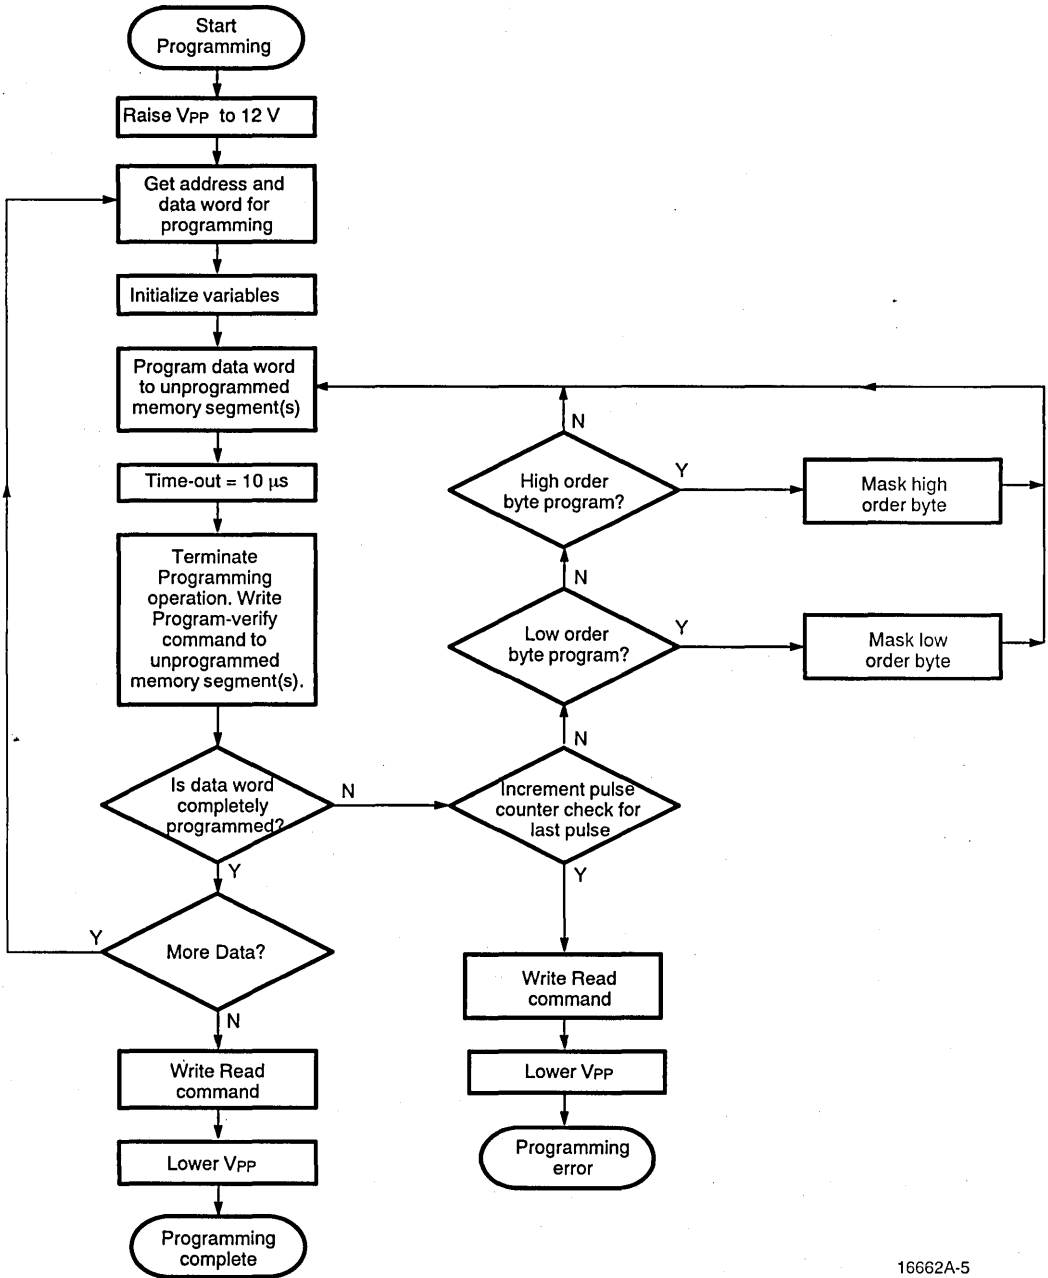 Start
Programming
Raise VPP to 12 V
Get address and
data word for
programming
Initialize variables
Program data word
to unprogrammed
memory segment(s)
Time-out = 10 µs
Terminate
Programming
operation. Write
Program-verify
command to
unprogrammed
memory segment(s).
Is data word
completely
programmed?
N
Y
More Data?
Y
N
Write Read
command
Lower VPP
Programming
complete
N
High order
byte program?
Y
Mask high
order byte
N
Low order
byte program?
Y
Mask low
order byte
N
Increment pulse
counter check for
last pulse
Y
Write Read
command
Lower VPP
Programming
error
16662A-5